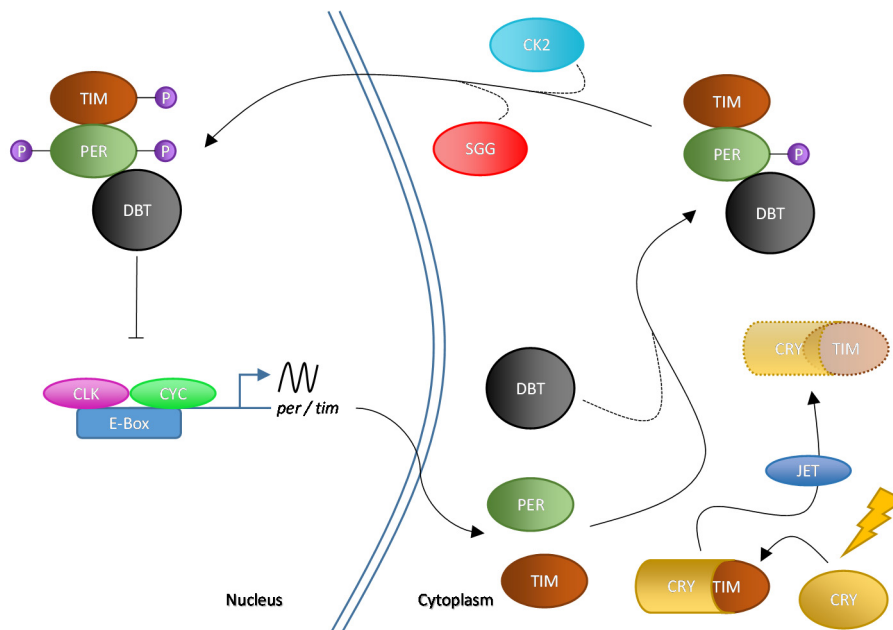 CK2
TIM
P
P
PER
P
SGG
DBT
TIM
PER
P
DBT
CRY
TIM
CLK
CYC
E-Box
per / tim
DBT
JET
PER
TIM
CRY
TIM
CRY
Nucleus
Cytoplasm